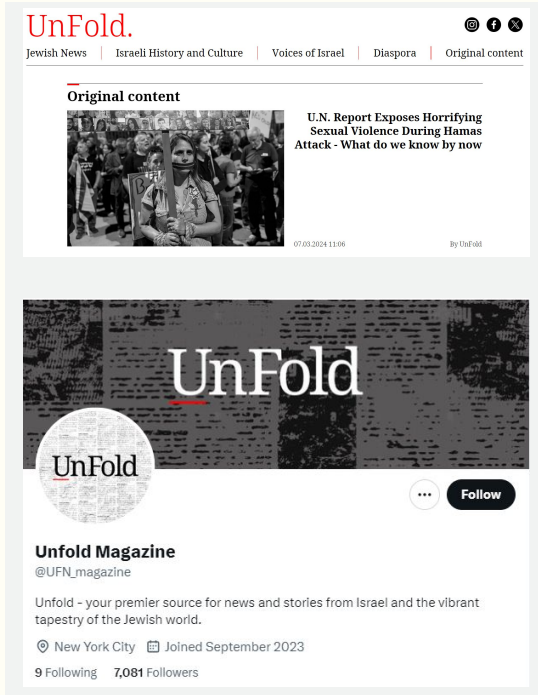 UnFold.
Jewish News
Israeli History and Culture
Voices of Israel
Diaspora
Original content
Original content
U.N. Report Exposes Horrifying
Sexual Violence During Hamas
Attack - What do we know by now
07.03.2024 11:06
By UnFold
UnFold
UnFold
Follow
Unfold Magazine
@UFN_magazine
Unfold - your premier source for news and stories from Israel and the vibrant
tapestry of the Jewish world.
New York City
Joined September 2023
9 Following
7,081 Followers